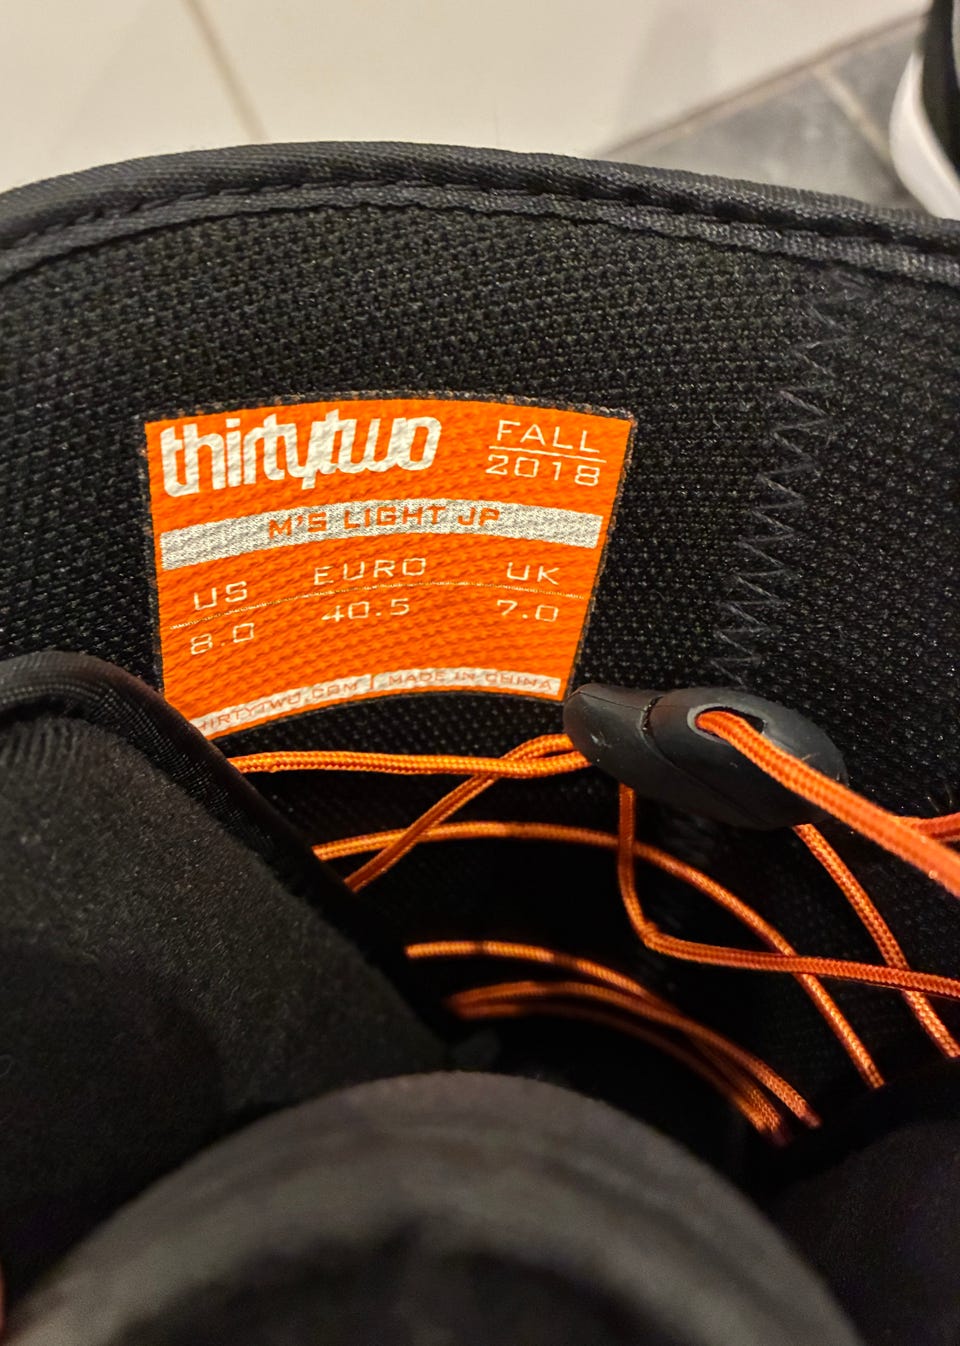 thirtytwo
FALL
2018
M'S LIGHT JP
US EURO UK
8.0 40.5 7.0
THIRTYTWO.COM | MADE IN CHINA